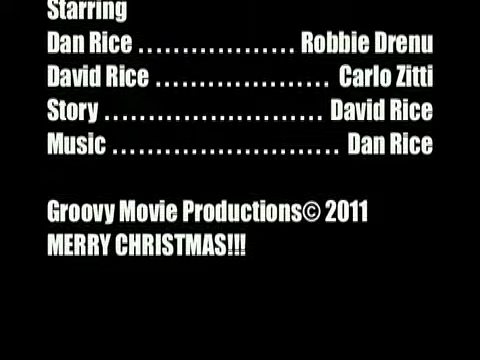 Starring
Dan Rice .................. Robbie Drenu
David Rice .................... Carlo Zitti
Story ......................... David Rice
Music .......................... Dan Rice
Groovy Movie Productions© 2011
MERRY CHRISTMAS!!!